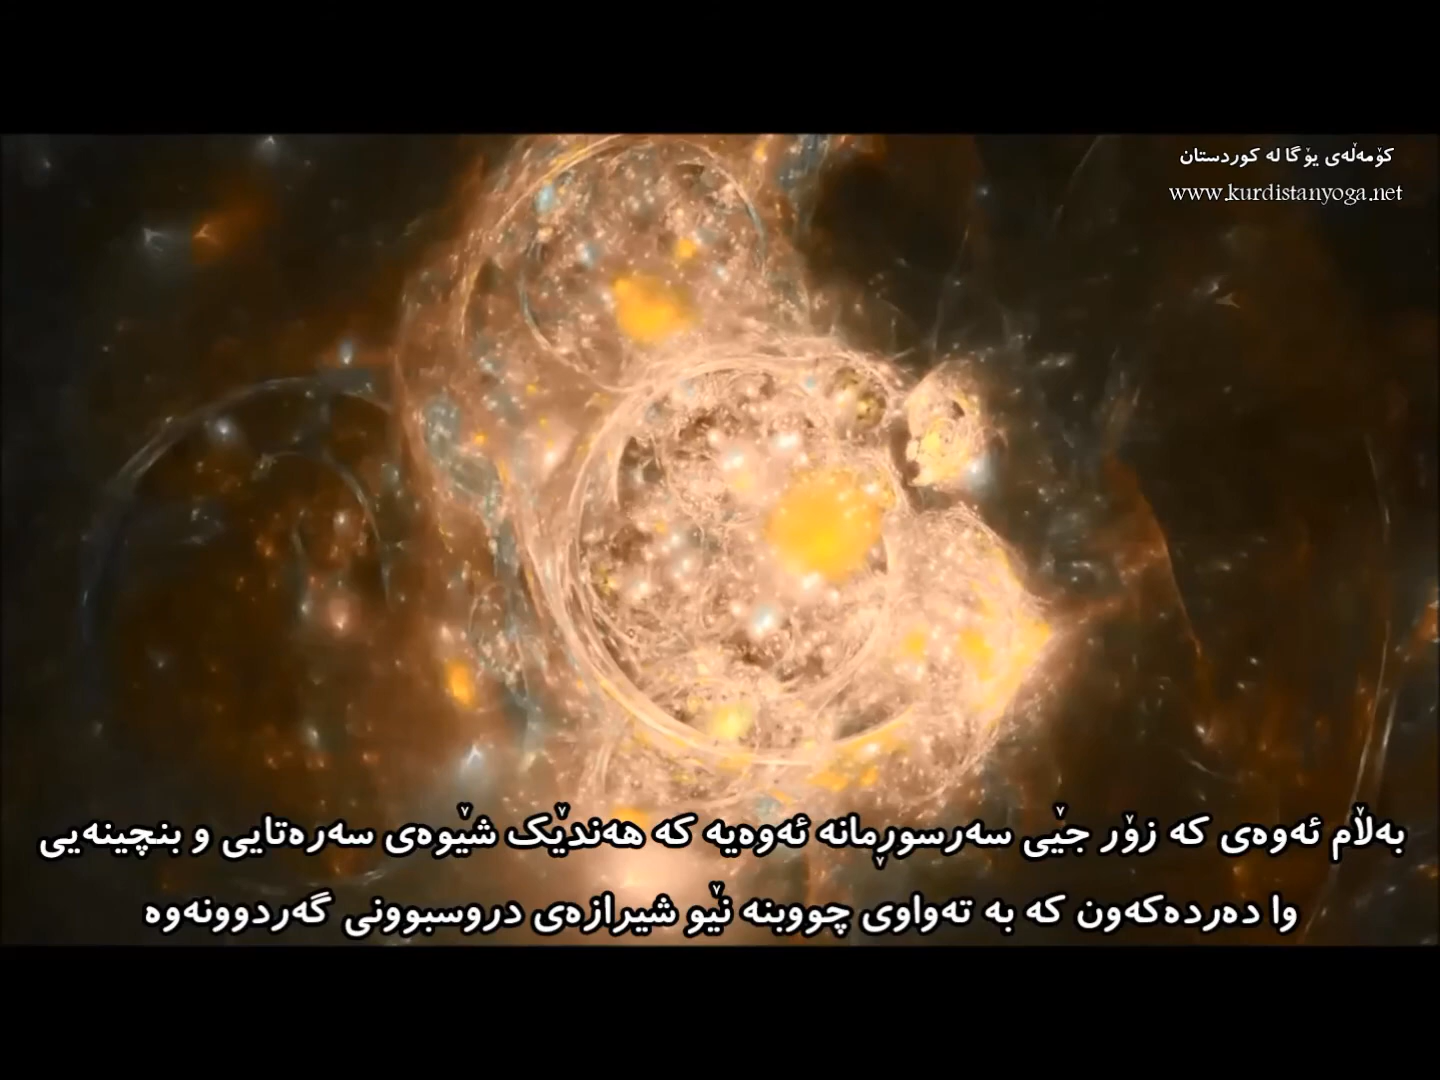 کۆمەڵەی یۆگا لە کوردستان
www.kurdistanyoga.net
بەڵام ئەوەی کە زۆر جێی سەرسوڕمانە ئەوەیە کە هەندێک شێوەی سەرەتایی و بنچینەیی
وا دەردەکەون کە بە تەواوی چووبنە نێو شیرازەی دروسبوونی گەردوونەوە